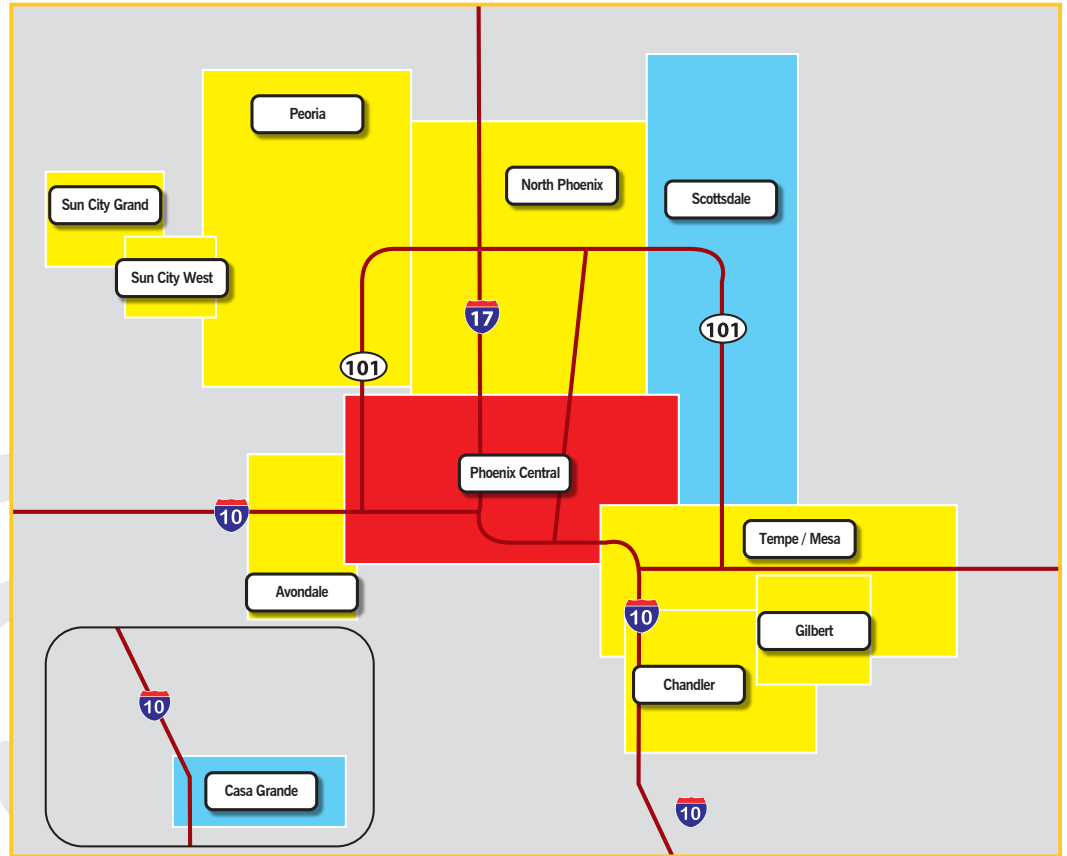 Peoria
North Phoenix
Scottsdale
Sun City Grand
Sun City West
17
101
101
Phoenix Central
10
Tempe / Mesa
Avondale
10
Gilbert
Chandler
10
Casa Grande
10